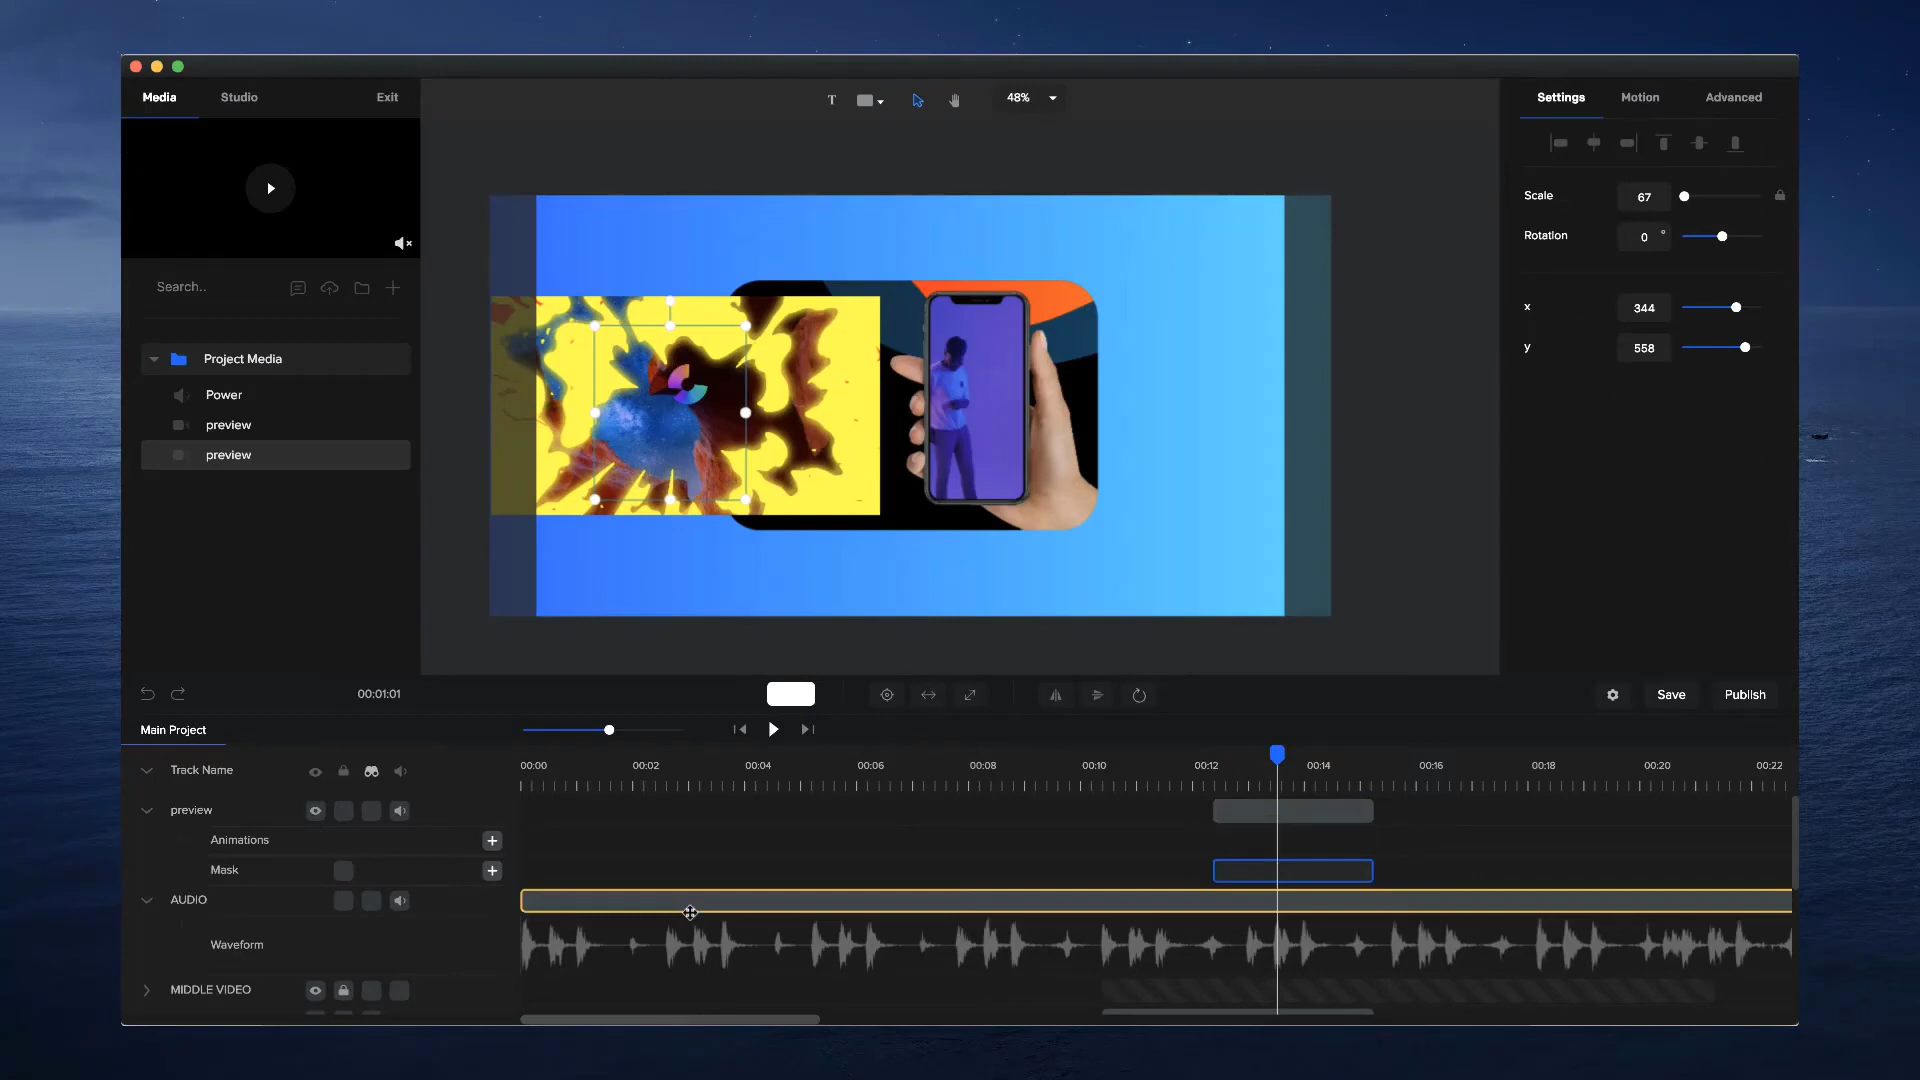 Media Studio Exit
T 48%
Settings Motion Advanced
Scale 67
Rotation 0 °
x 344
y 558
Search..
Project Media
Power
preview
preview
00:01:01
Save Publish
Main Project
Track Name
00:00 00:02 00:04 00:06 00:08 00:10 00:12 00:14 00:16 00:18 00:20 00:22
preview
Animations
Mask
AUDIO
Waveform
MIDDLE VIDEO